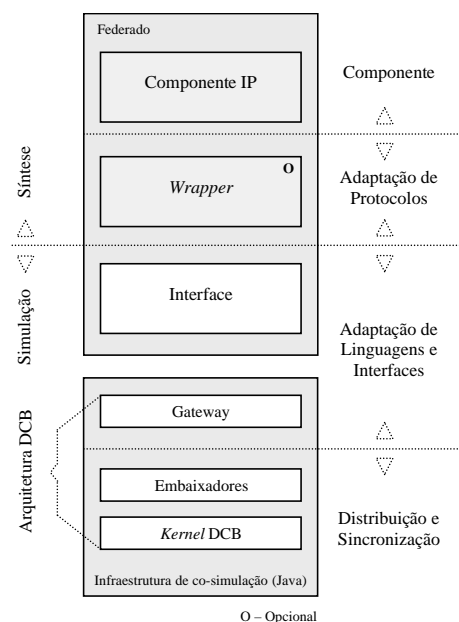 Federado
Componente IP
Componente
O
Wrapper
Adaptação de
Protocolos
Síntese
Simulação
Interface
Adaptação de
Linguagens e
Interfaces
Arquitetura DCB
Gateway
Embaixadores
Kernel DCB
Distribuição e
Sincronização
Infraestrutura de co-simulação (Java)
O – Opcional